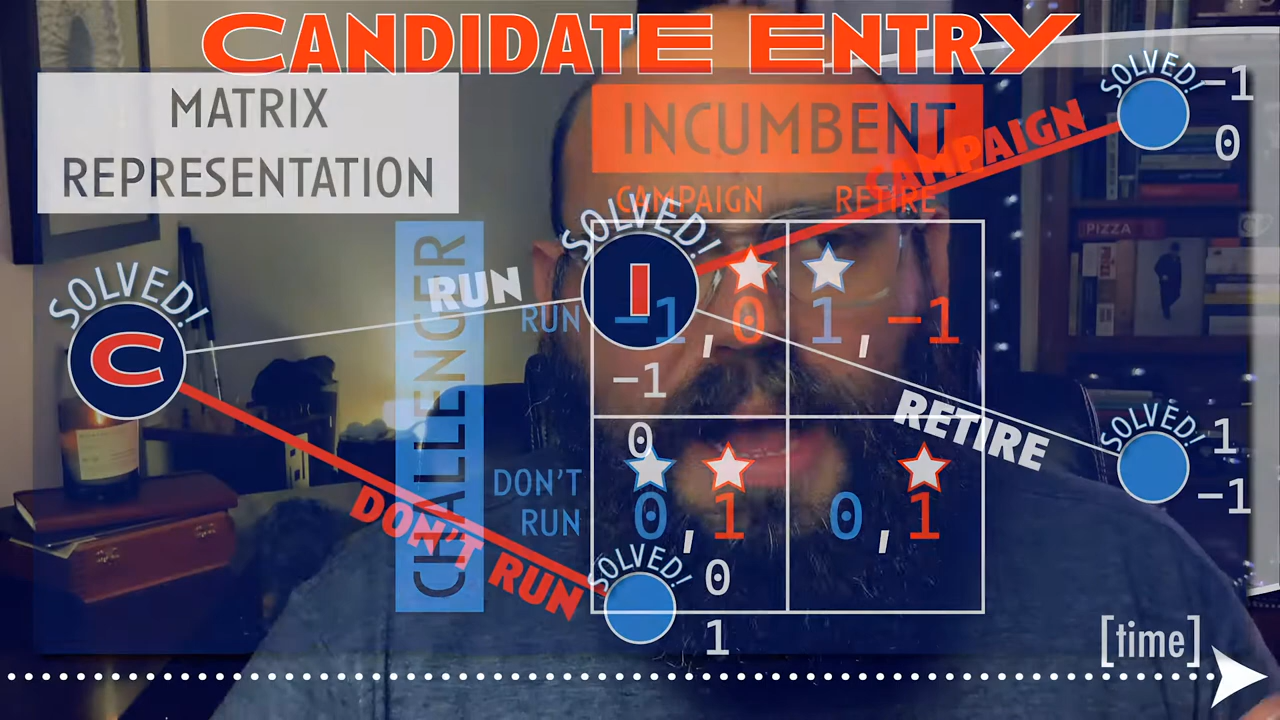 CANDIDATE ENTRY
MATRIX
REPRESENTATION
INCUMBENT
CAMPAIGN
RETIRE
CHALLENGER
RUN
-1, 0
1, -1
DON'T
RUN
0, 1
0, 1
SOLVED!
C
RUN
DON'T RUN
SOLVED!
I
CAMPAIGN
RETIRE
SOLVED!
-1
0
SOLVED!
1
-1
-1
0
SOLVED!
0
1
PIZZA
[time]